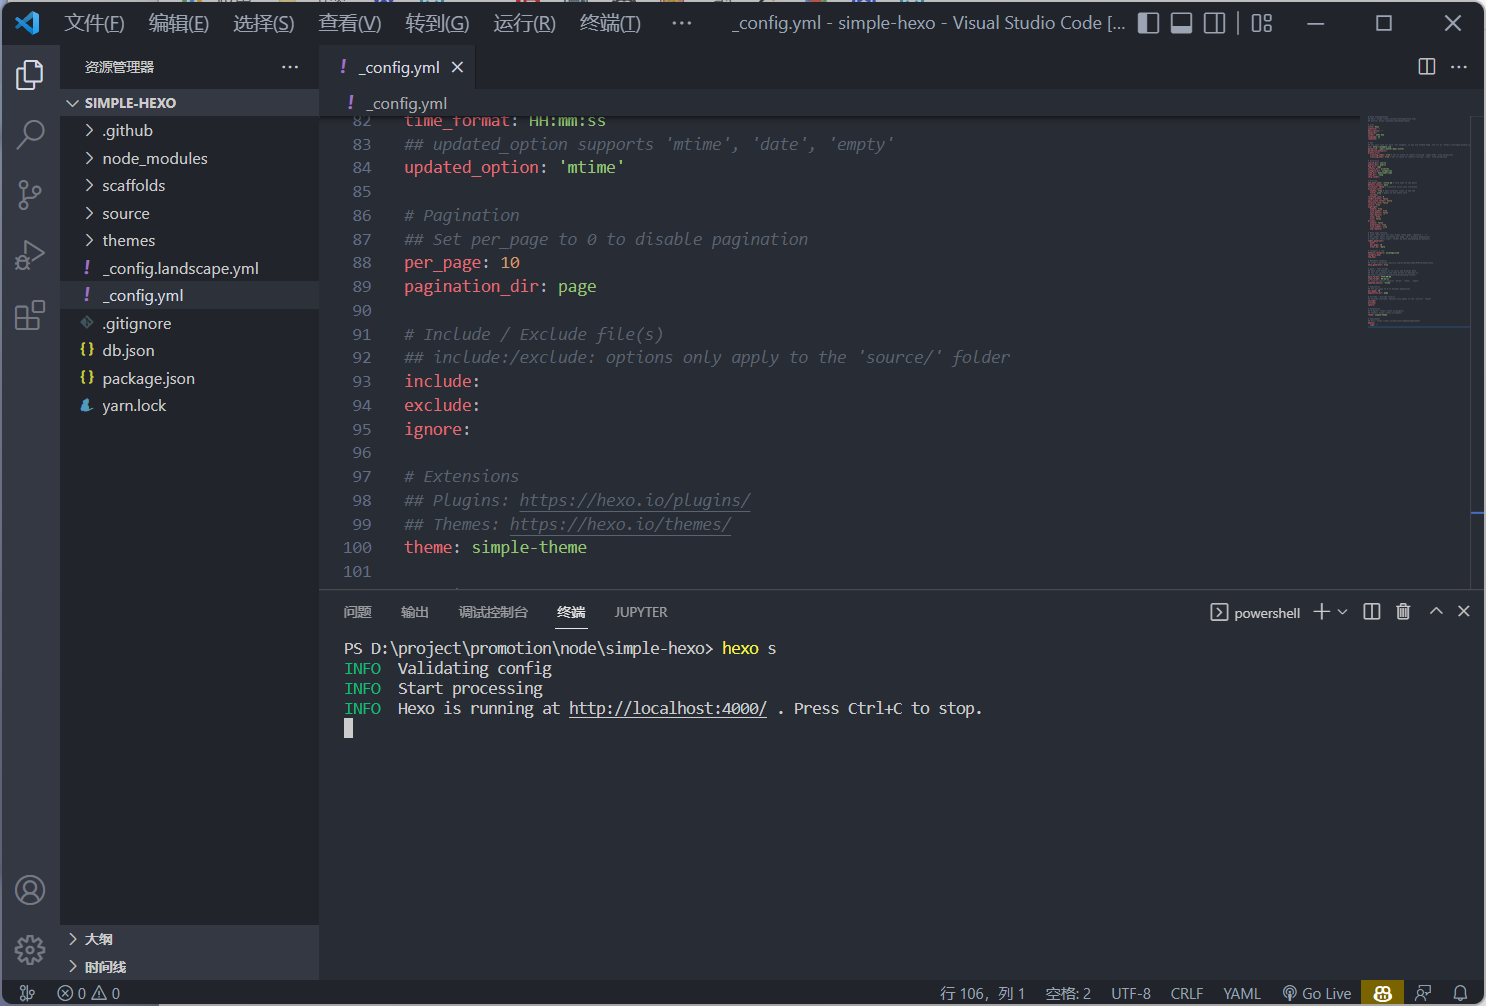 文件(F) 编辑(E) 选择(S) 查看(V) 转到(G) 运行(R) 终端(T) ··· _config.yml - simple-hexo - Visual Studio Code [...
资源管理器 ···
! _config.yml
SIMPLE-HEXO
! _config.yml
.github
node_modules
scaffolds
source
themes
! _config.landscape.yml
! _config.yml
.gitignore
{} db.json
{} package.json
yarn.lock
大纲
时间线
82 time_format: HH:mm:ss
83 ## updated_option supports 'mtime', 'date', 'empty'
84 updated_option: 'mtime'
85
86 # Pagination
87 ## Set per_page to 0 to disable pagination
88 per_page: 10
89 pagination_dir: page
90
91 # Include / Exclude file(s)
92 ## include:/exclude: options only apply to the 'source/' folder
93 include:
94 exclude:
95 ignore:
96
97 # Extensions
98 ## Plugins: https://hexo.io/plugins/
99 ## Themes: https://hexo.io/themes/
100 theme: simple-theme
101
问题 输出 调试控制台 终端 JUPYTER powershell
PS D:\project\promotion\node\simple-hexo> hexo s
INFO Validating config
INFO Start processing
INFO Hexo is running at http://localhost:4000/ . Press Ctrl+C to stop.
0 0 行 106，列 1 空格: 2 UTF-8 CRLF YAML Go Live